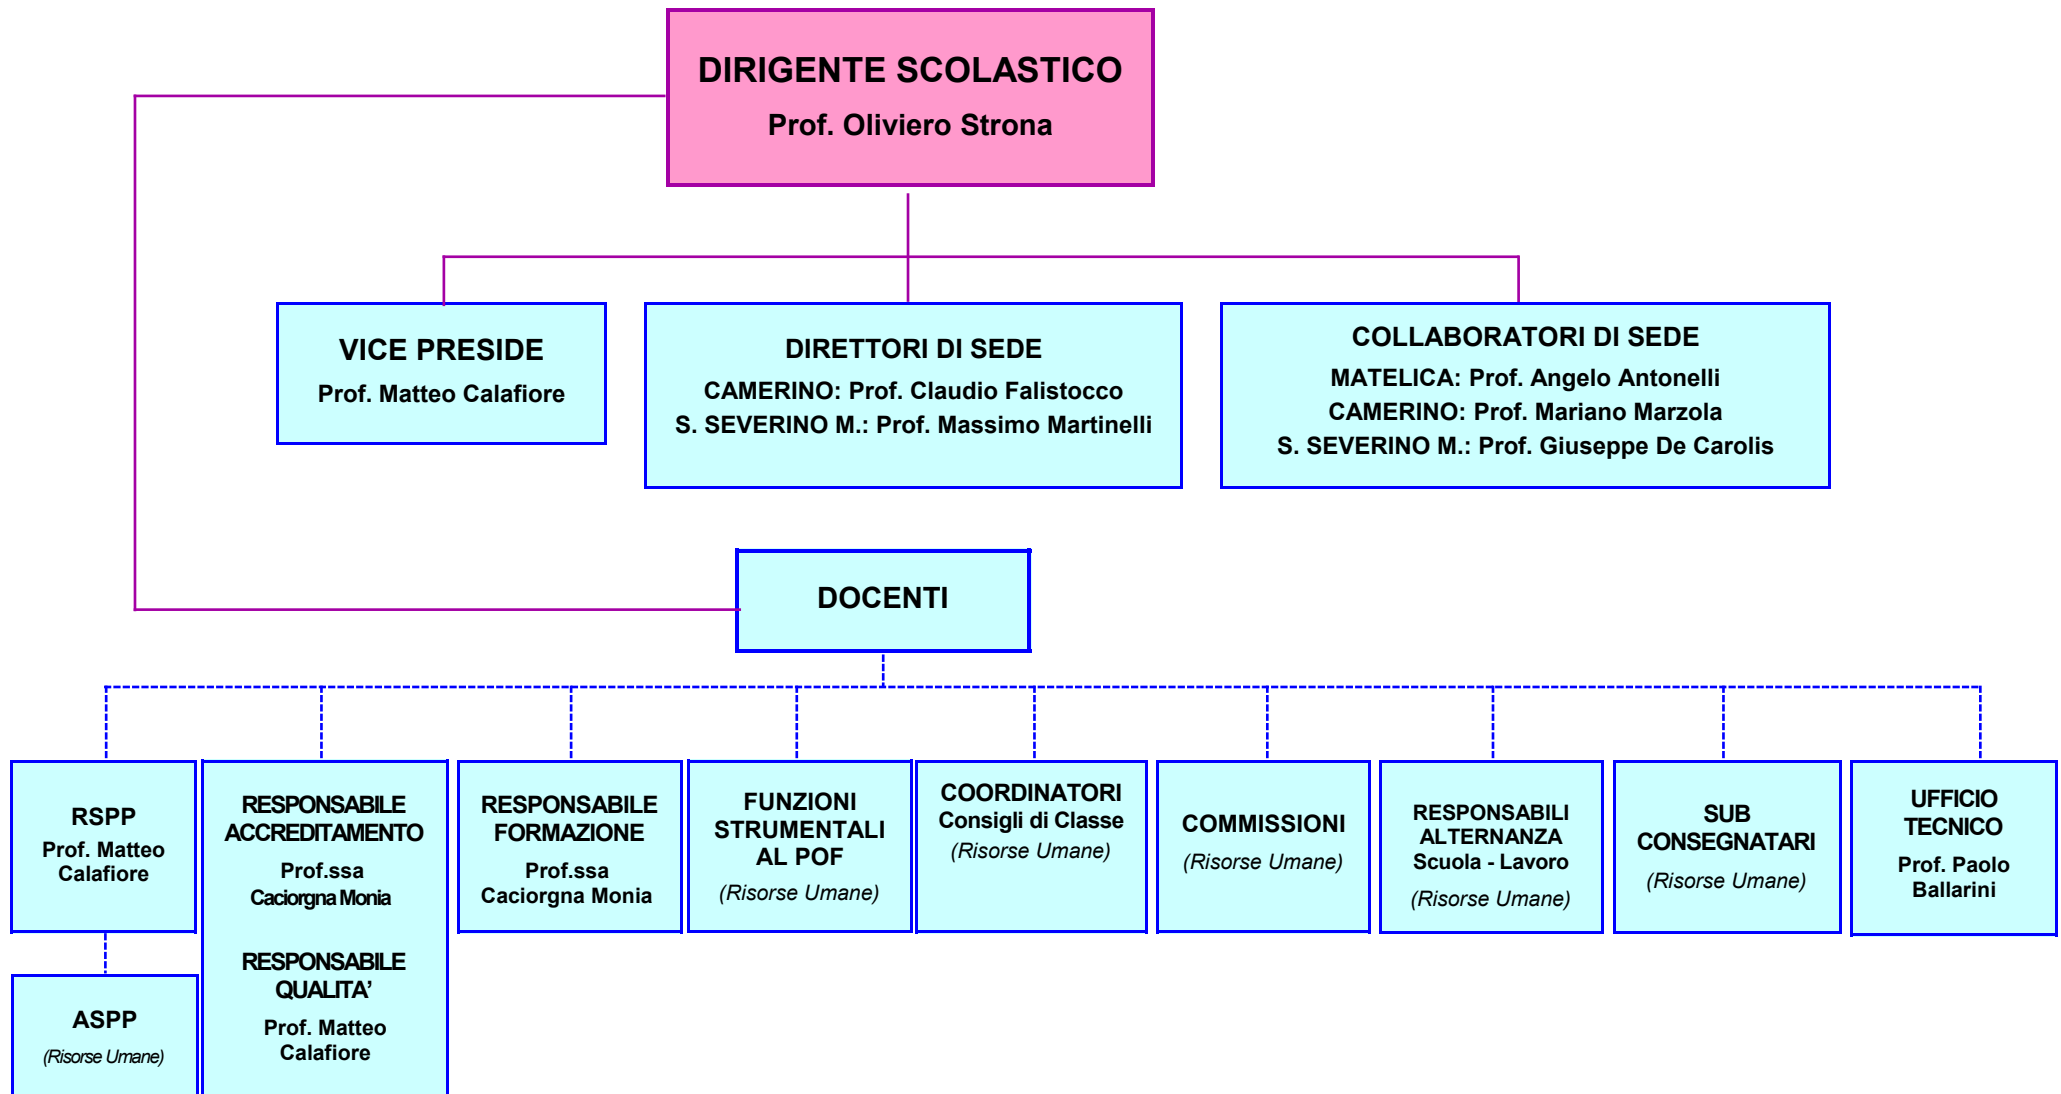 DIRIGENTE SCOLASTICO
Prof. Oliviero Strona
VICE PRESIDE
Prof. Matteo Calafiore
DIRETTORI DI SEDE
CAMERINO: Prof. Claudio Falistocco
S. SEVERINO M.: Prof. Massimo Martinelli
COLLABORATORI DI SEDE
MATELICA: Prof. Angelo Antonelli
CAMERINO: Prof. Mariano Marzola
S. SEVERINO M.: Prof. Giuseppe De Carolis
DOCENTI
RSPP
Prof. Matteo
Calafiore
ASPP
(Risorse Umane)
RESPONSABILE
ACCREDITAMENTO
Prof.ssa
Caciorgna Monia
RESPONSABILE
QUALITA’
Prof. Matteo
Calafiore
RESPONSABILE
FORMAZIONE
Prof.ssa
Caciorgna Monia
FUNZIONI
STRUMENTALI
AL POF
(Risorse Umane)
COORDINATORI
Consigli di Classe
(Risorse Umane)
COMMISSIONI
(Risorse Umane)
RESPONSABILI
ALTERNANZA
Scuola - Lavoro
(Risorse Umane)
SUB
CONSEGNATARI
(Risorse Umane)
UFFICIO
TECNICO
Prof. Paolo
Ballarini